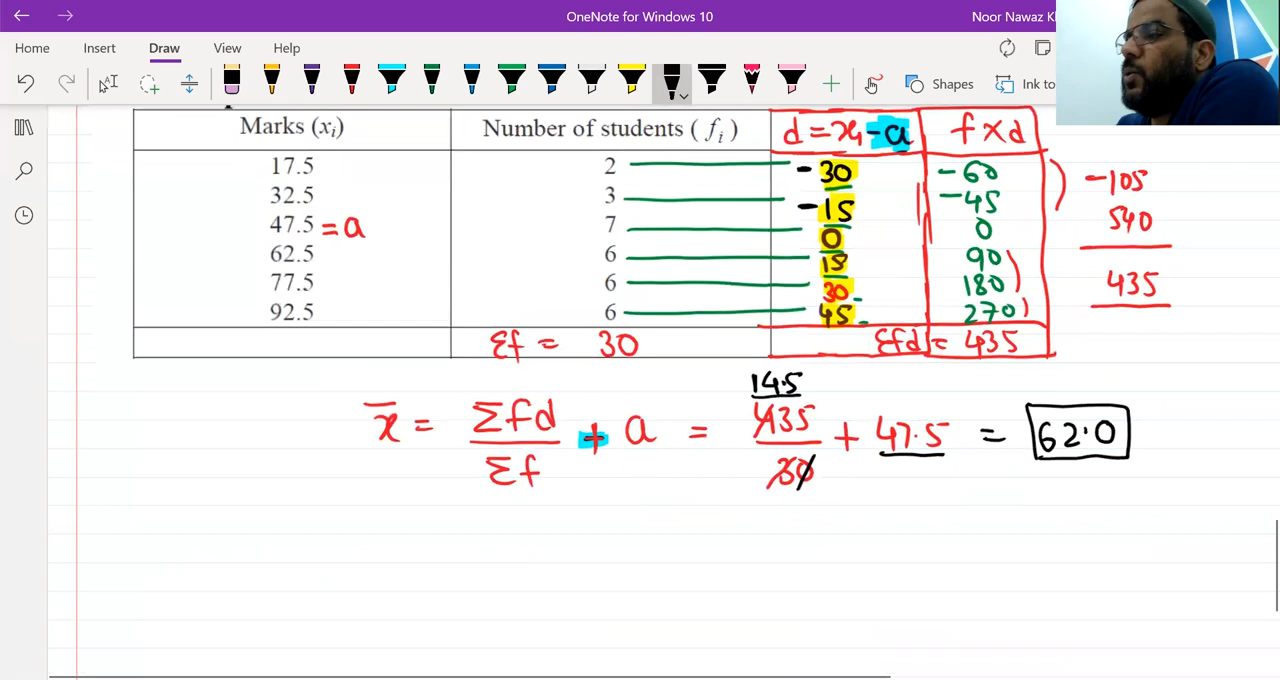 OneNote for Windows 10
Noor Nawaz Kh
Home Insert Draw View Help
Shapes Ink to
Marks (xᵢ) Number of students ( fᵢ ) d = xᵢ - a f × d
17.5 2 -30 -60
32.5 3 -15 -45
47.5 = a 7 0 0
62.5 6 15 90
77.5 6 30 180
92.5 6 45 270
Σf = 30 Σfd = 435
-105
540
435
14.5
x̄ = Σfd / Σf + a = 435 / 30 + 47.5 = 62.0